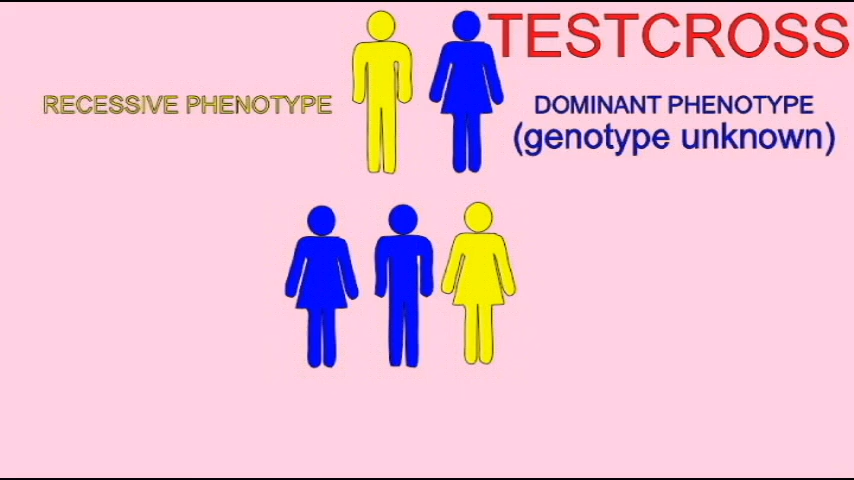 TESTCROSS
RECESSIVE PHENOTYPE
DOMINANT PHENOTYPE
(genotype unknown)